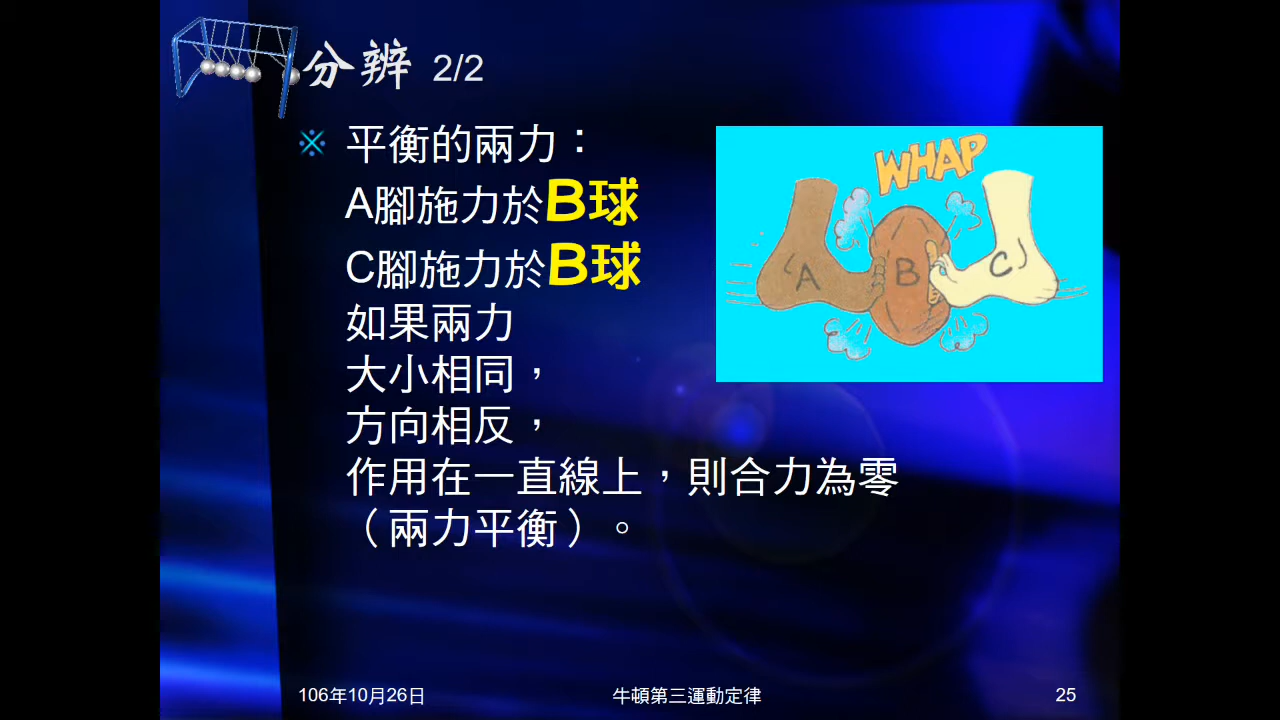 分辨 2/2
※ 平衡的兩力：
A腳施力於B球
C腳施力於B球
如果兩力
大小相同，
方向相反，
作用在一直線上，則合力為零
（兩力平衡）。
WHAP
A B C
106年10月26日 牛頓第三運動定律 25